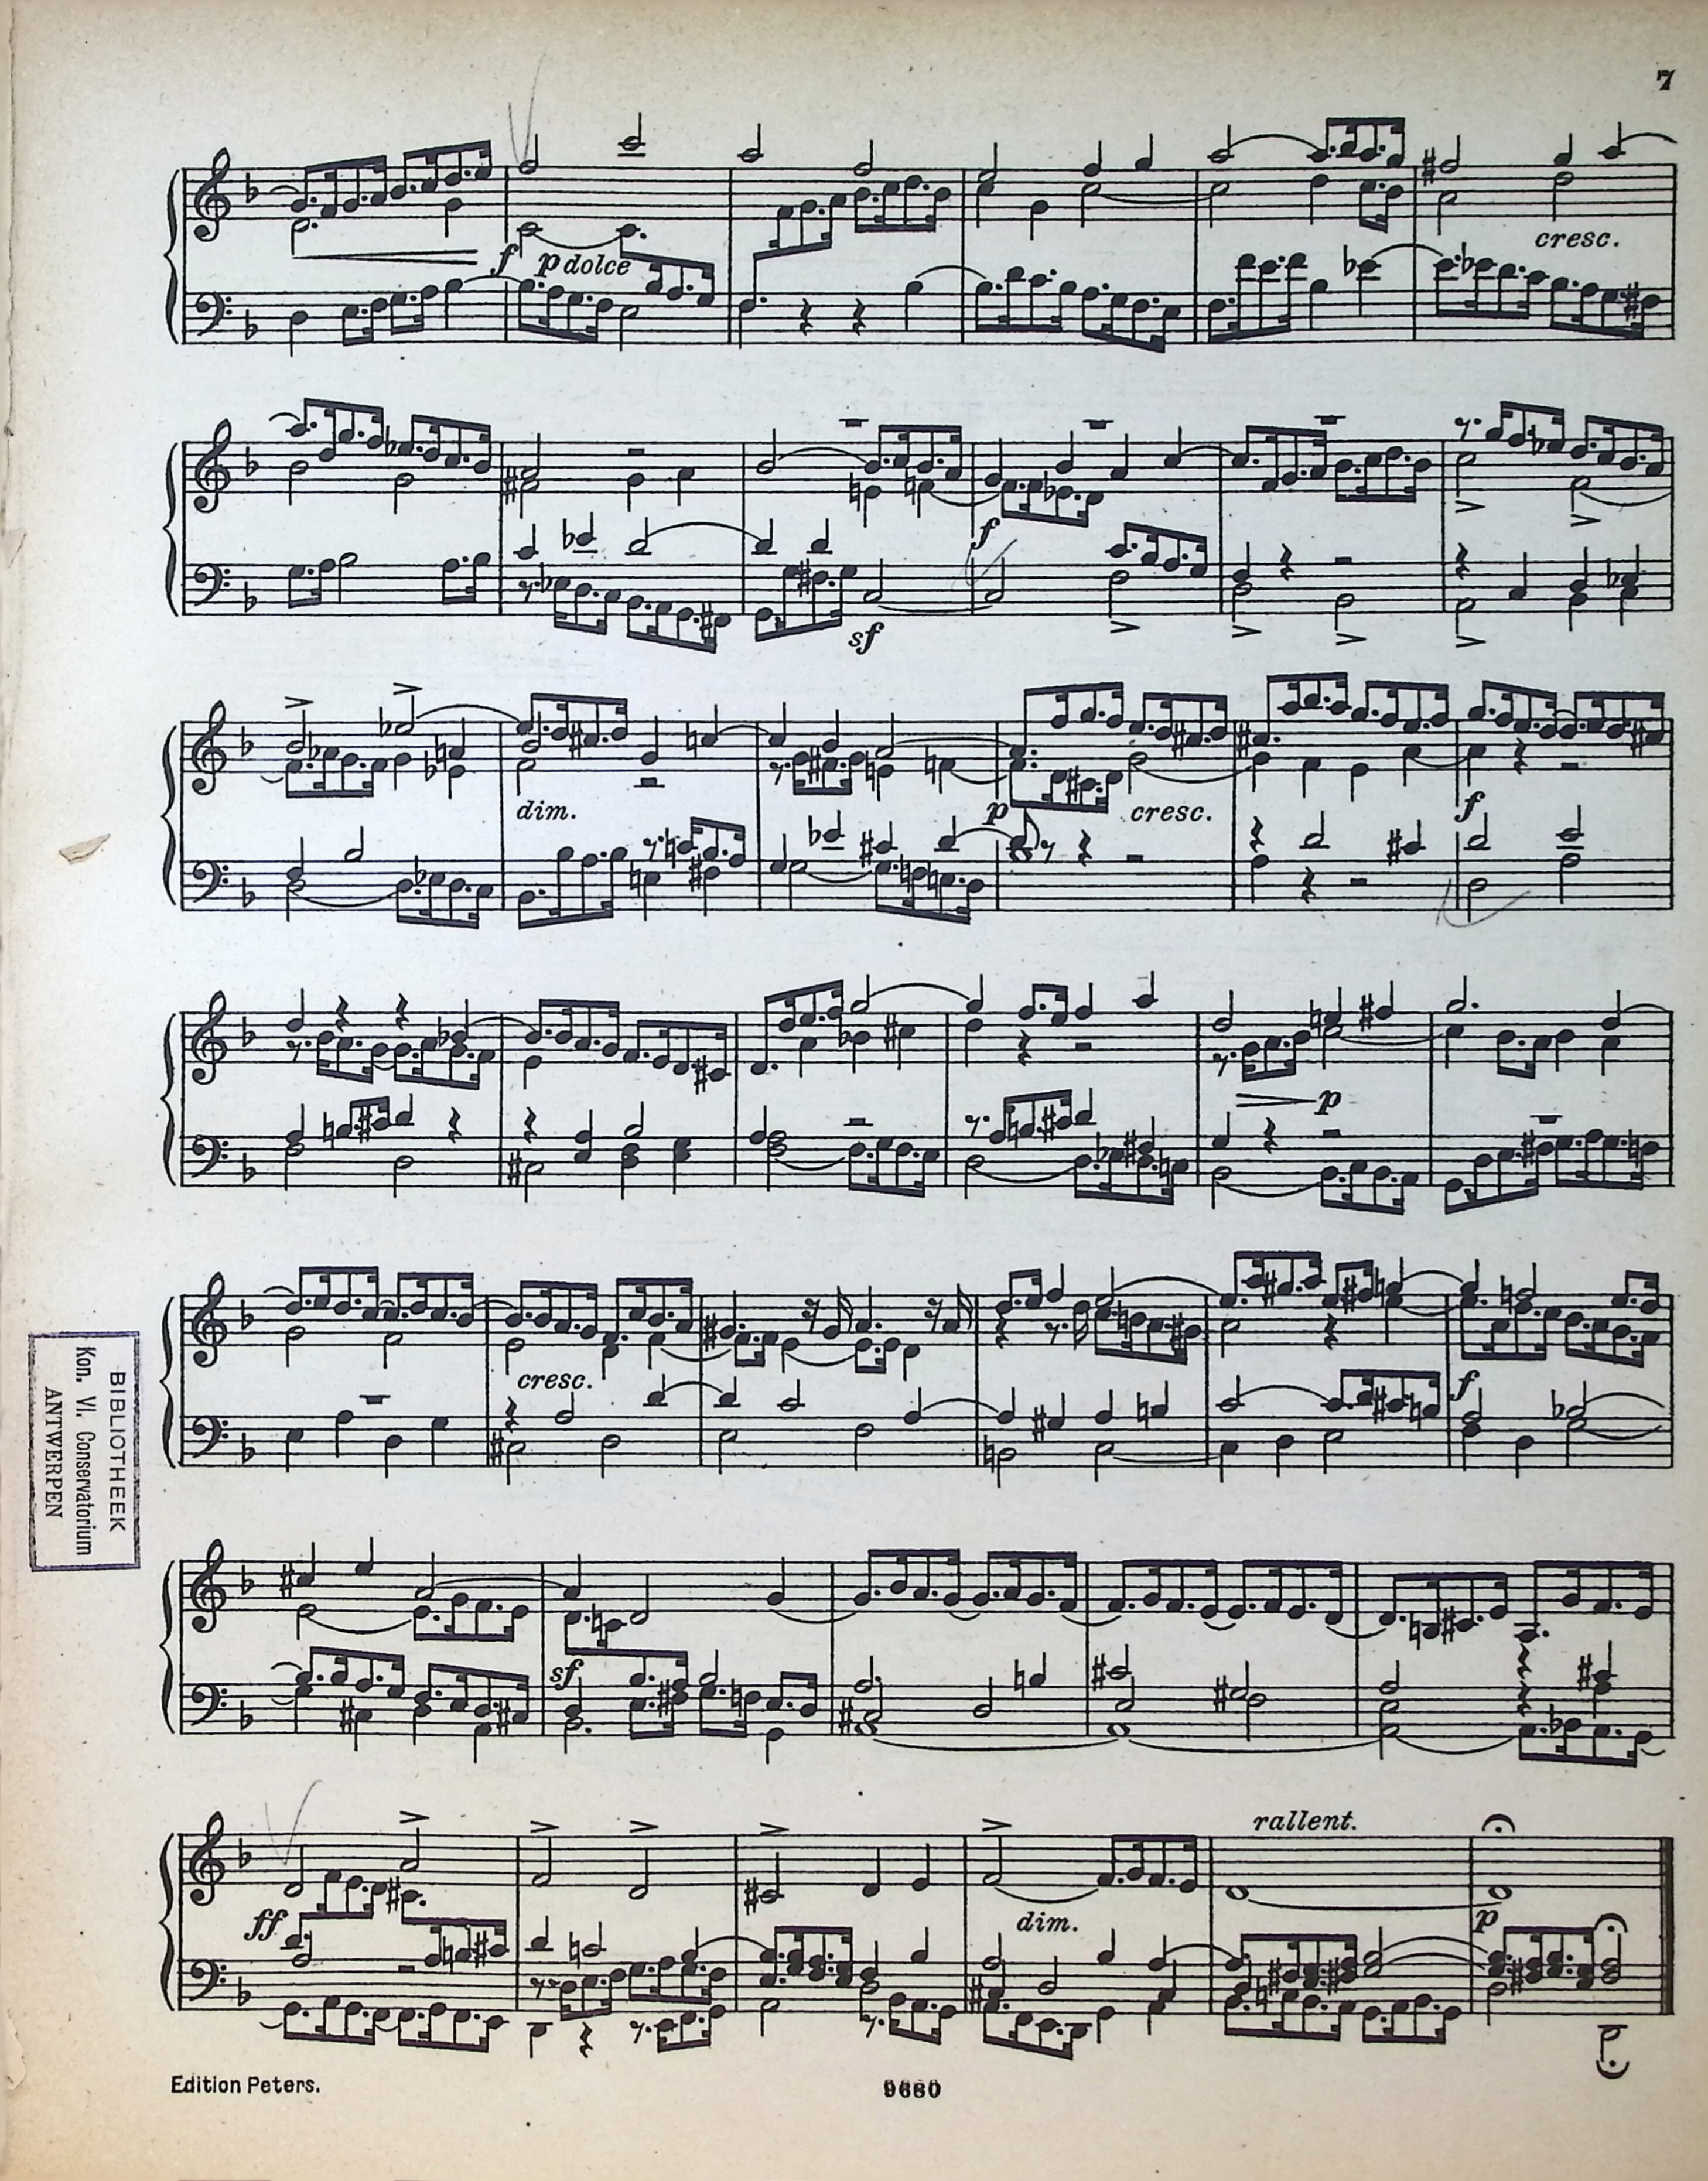 7
f p dolce
cresc.
f
sf
dim.
p
cresc.
f
p
cresc.
f
sf
ff
dim.
rallent.
p
BIBLIOTHEEK
Kon. Vl. Conservatorium
ANTWERPEN
Edition Peters.
9680